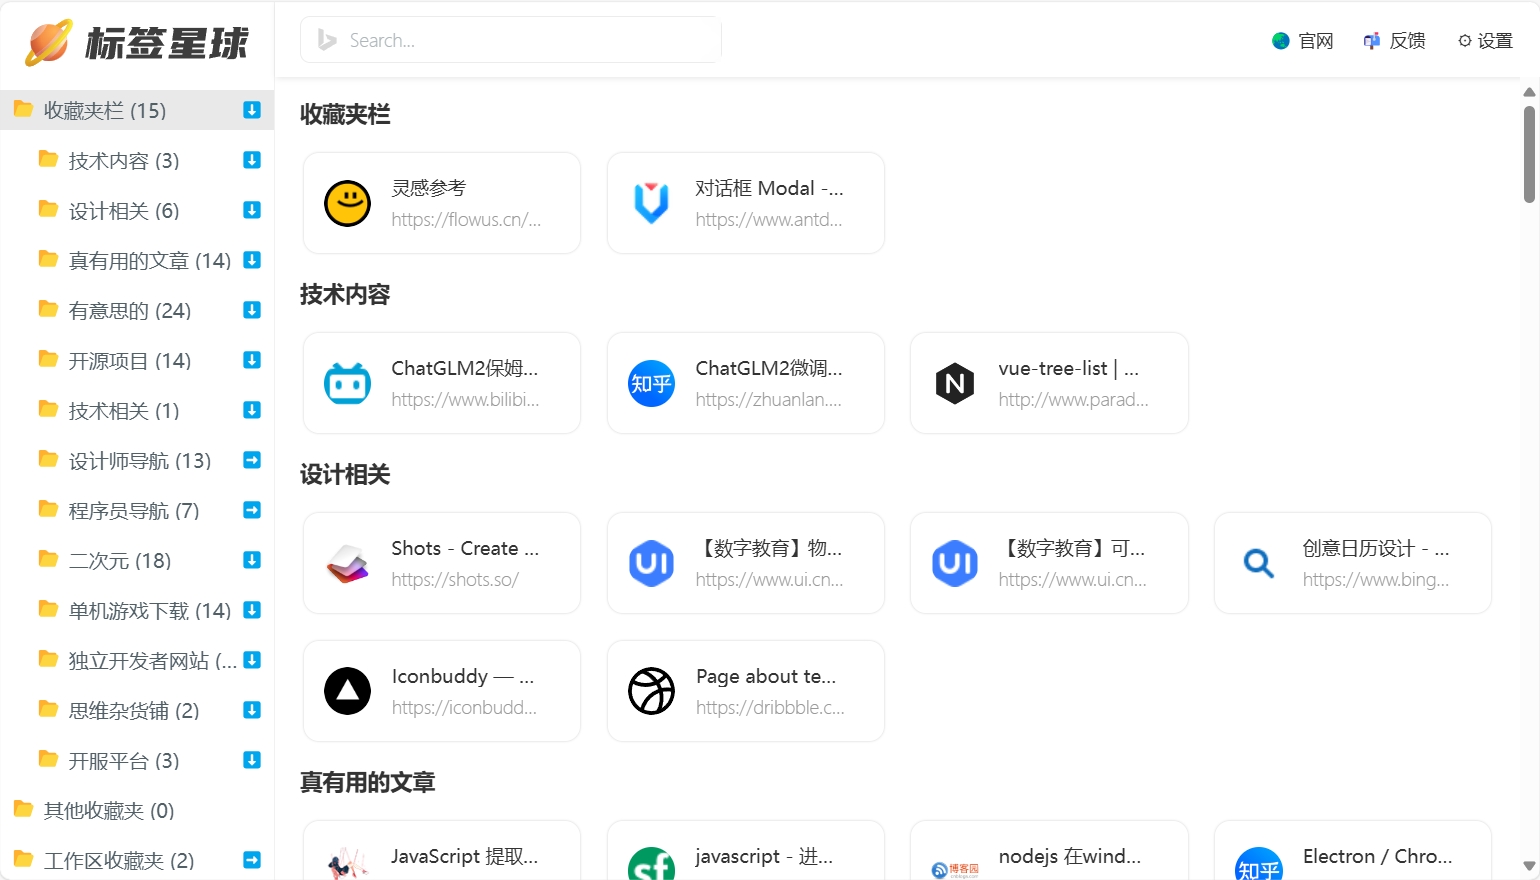 标签星球
Search...
官网
反馈
设置
收藏夹栏 (15)
技术内容 (3)
设计相关 (6)
真有用的文章 (14)
有意思的 (24)
开源项目 (14)
技术相关 (1)
设计师导航 (13)
程序员导航 (7)
二次元 (18)
单机游戏下载 (14)
独立开发者网站 (...
思维杂货铺 (2)
开服平台 (3)
其他收藏夹 (0)
工作区收藏夹 (2)
收藏夹栏
灵感参考
https://flowus.cn/...
对话框 Modal -...
https://www.antd...
技术内容
ChatGLM2保姆...
https://www.bilibi...
知乎
ChatGLM2微调...
https://zhuanlan....
N
vue-tree-list | ...
http://www.parad...
设计相关
Shots - Create ...
https://shots.so/
UI
【数字教育】物...
https://www.ui.cn...
UI
【数字教育】可...
https://www.ui.cn...
创意日历设计 - ...
https://www.bing...
Iconbuddy — ...
https://iconbudd...
Page about te...
https://dribbble.c...
真有用的文章
JavaScript 提取...
sf
javascript - 进...
博客园
nodejs 在wind...
知乎
Electron / Chro...